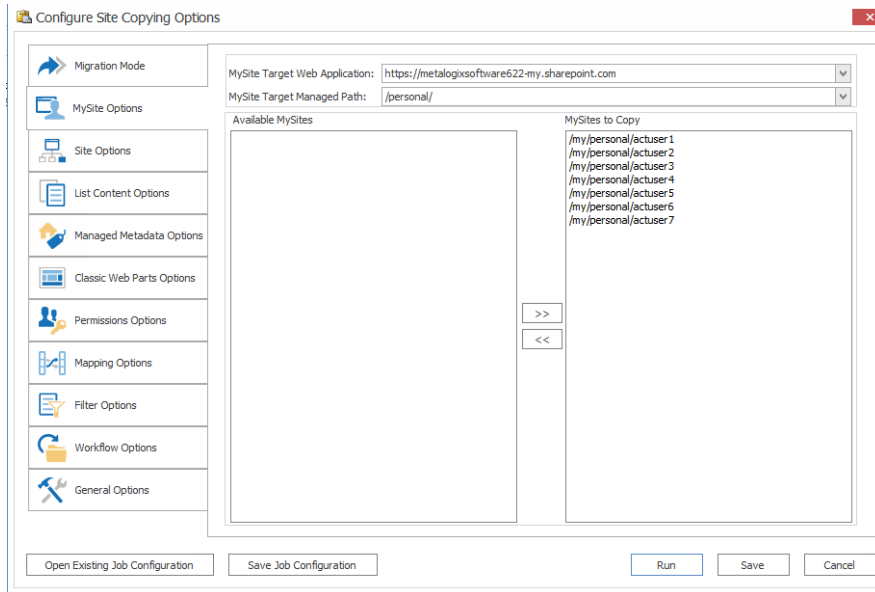 Configure Site Copying Options
Migration Mode
MySite Options
Site Options
List Content Options
Managed Metadata Options
Classic Web Parts Options
Permissions Options
Mapping Options
Filter Options
Workflow Options
General Options
MySite Target Web Application: https://metalogixsoftware622-my.sharepoint.com
MySite Target Managed Path: /personal/
Available MySites
MySites to Copy
/my/personal/actuser1
/my/personal/actuser2
/my/personal/actuser3
/my/personal/actuser4
/my/personal/actuser5
/my/personal/actuser6
/my/personal/actuser7
>>
<<
Open Existing Job Configuration
Save Job Configuration
Run
Save
Cancel